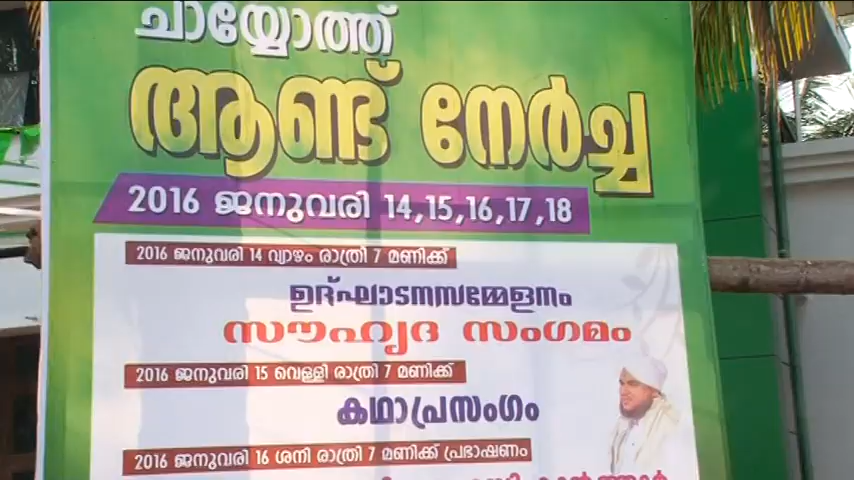 ചായ്യോത്ത്
ആണ്ട് നേർച്ച
2016 ജനുവരി 14,15,16,17,18
2016 ജനുവരി 14 വ്യാഴം രാത്രി 7 മണിക്ക്
ഉദ്ഘാടനസമ്മേളനം
സൗഹൃദ സംഗമം
2016 ജനുവരി 15 വെള്ളി രാത്രി 7 മണിക്ക്
കഥാപ്രസംഗം
2016 ജനുവരി 16 ശനി രാത്രി 7 മണിക്ക് പ്രഭാഷണം